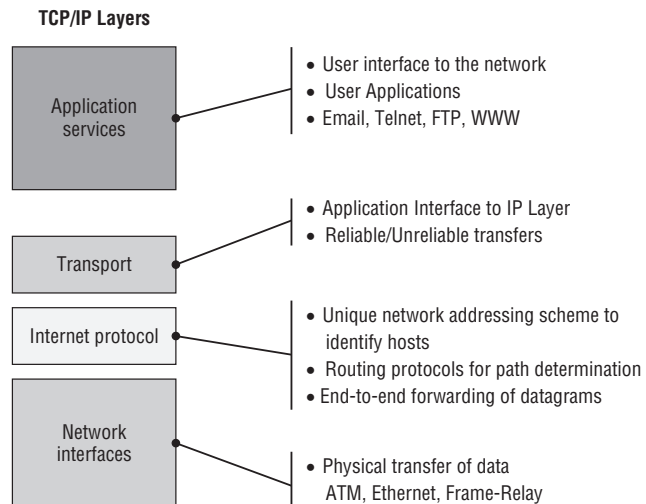 TCP/IP Layers
Application
services
• User interface to the network
• User Applications
• Email, Telnet, FTP, WWW
Transport
• Application Interface to IP Layer
• Reliable/Unreliable transfers
Internet protocol
• Unique network addressing scheme to
identify hosts
• Routing protocols for path determination
• End-to-end forwarding of datagrams
Network
interfaces
• Physical transfer of data
ATM, Ethernet, Frame-Relay